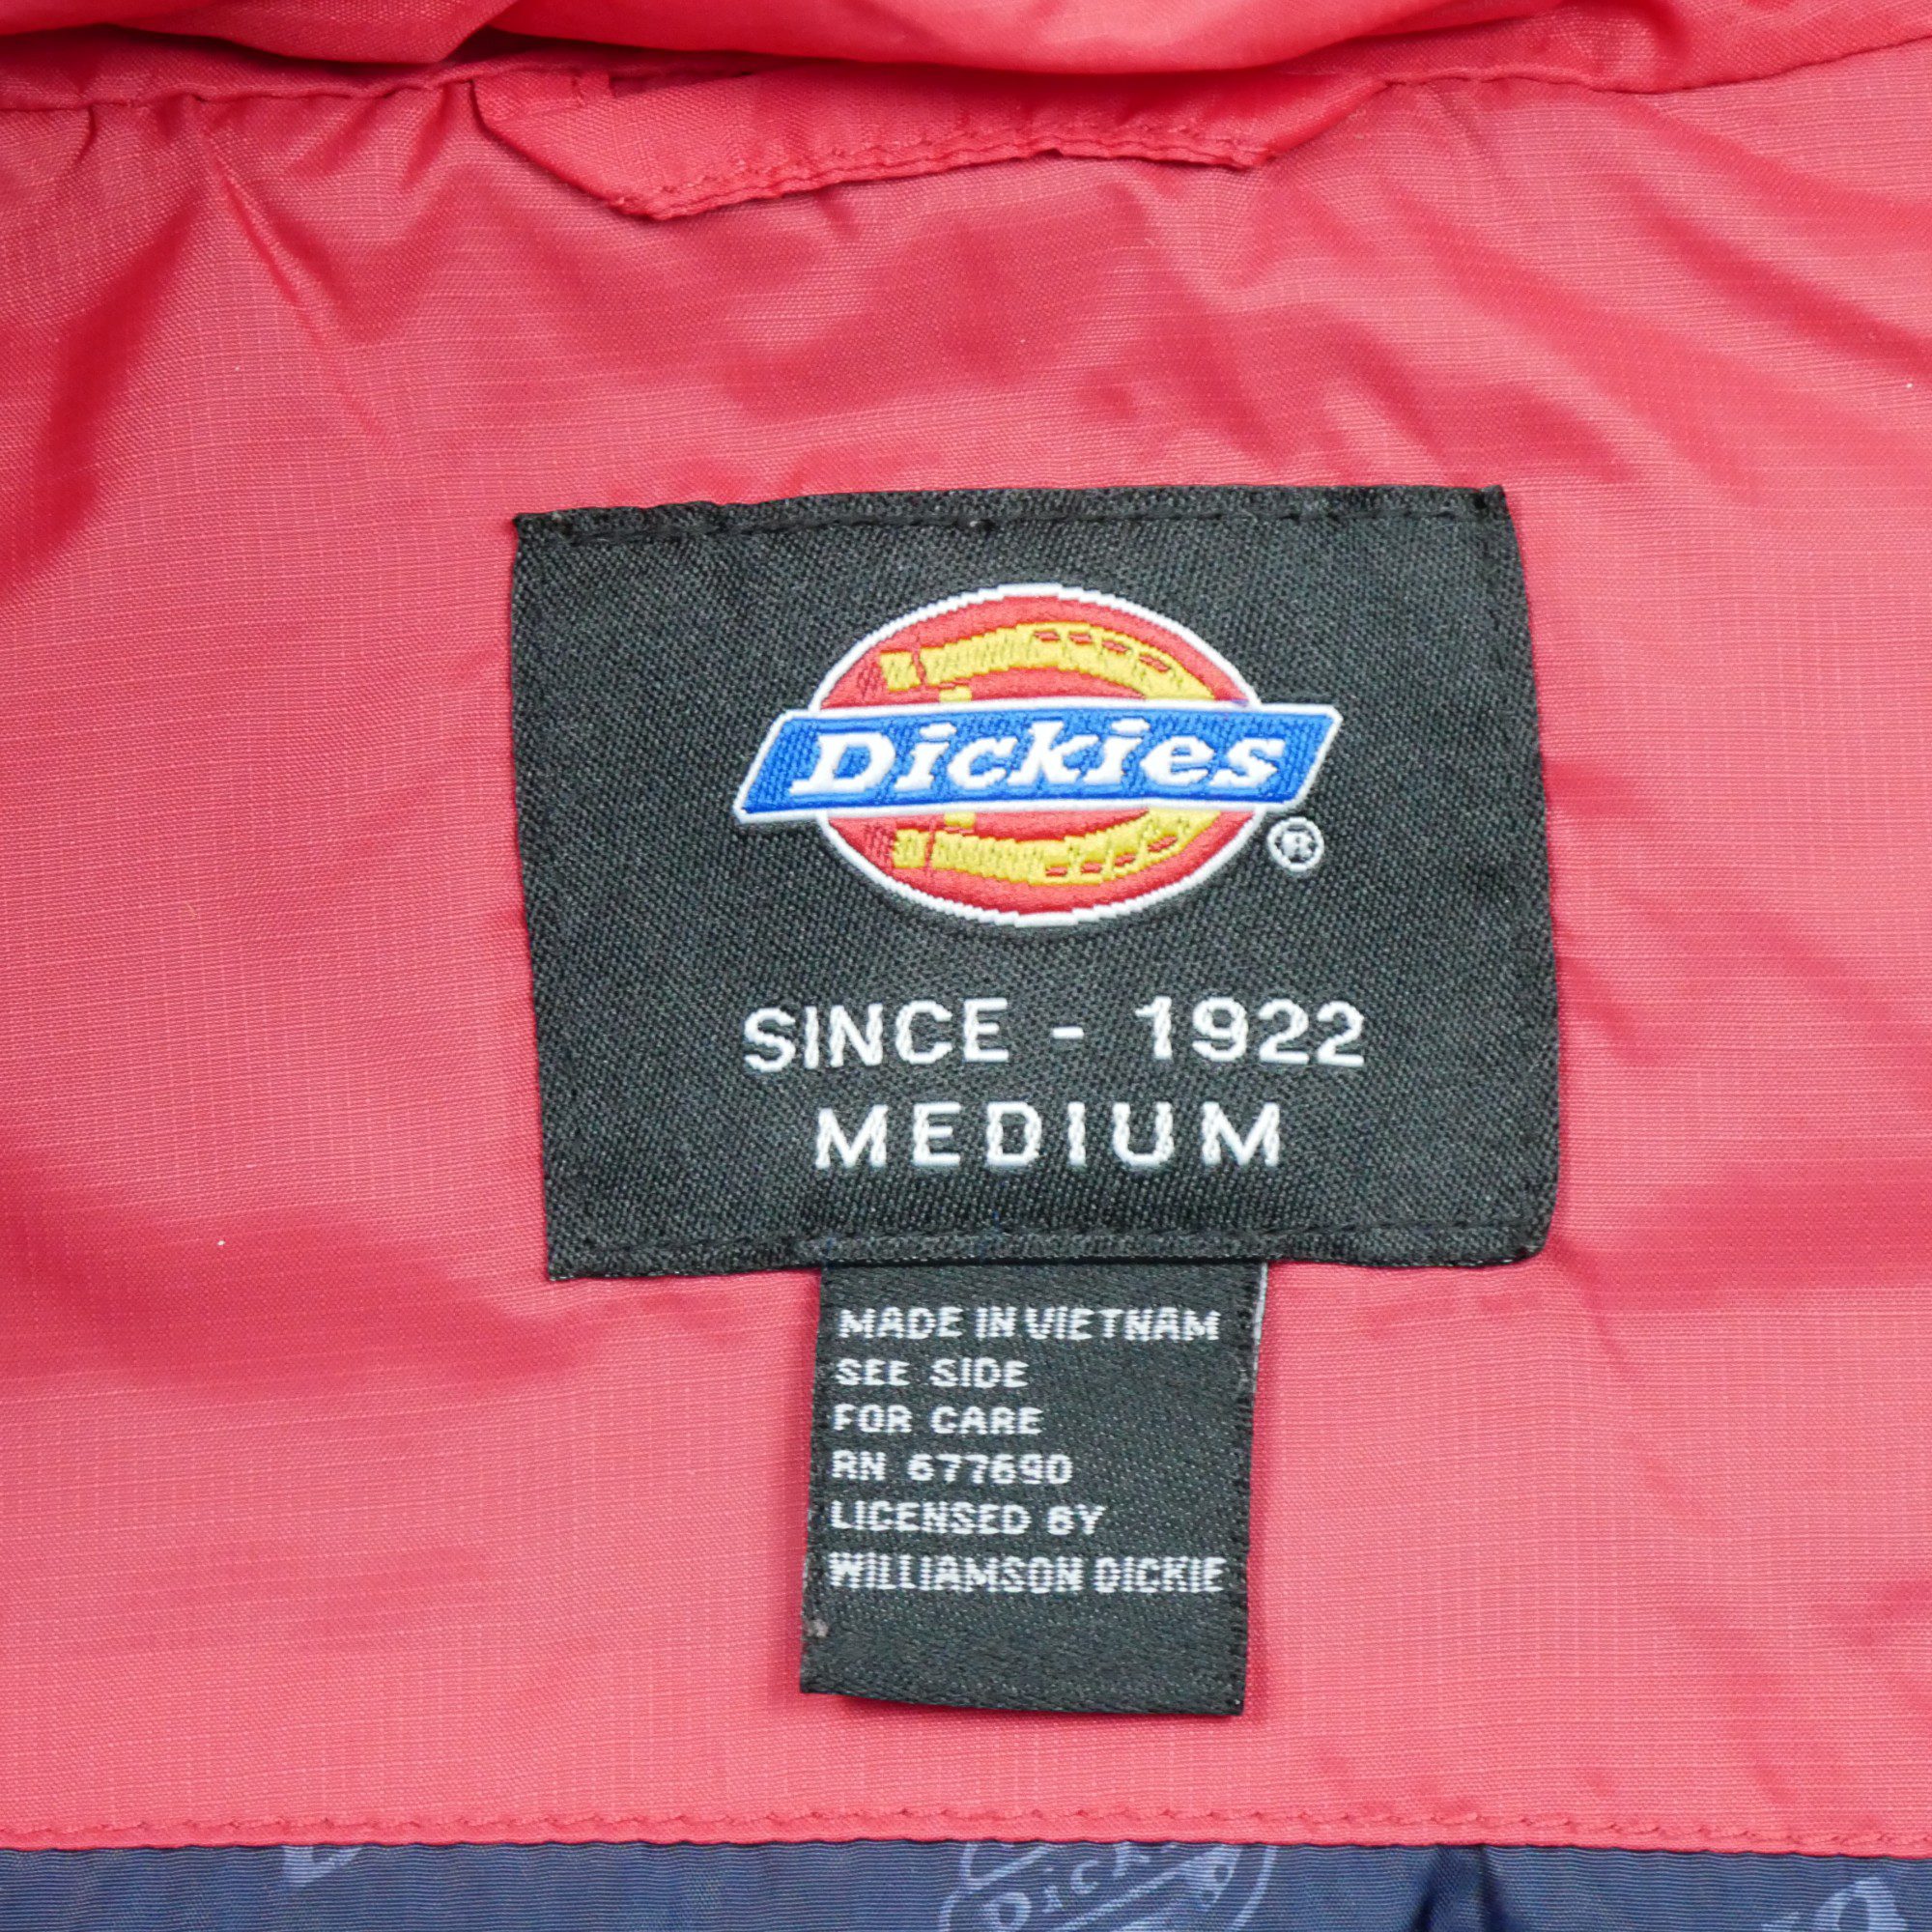 Dickies
®
SINCE - 1922
MEDIUM
MADE IN VIETNAM
SEE SIDE
FOR CARE
RN 677690
LICENSED BY
WILLIAMSON DICKIE